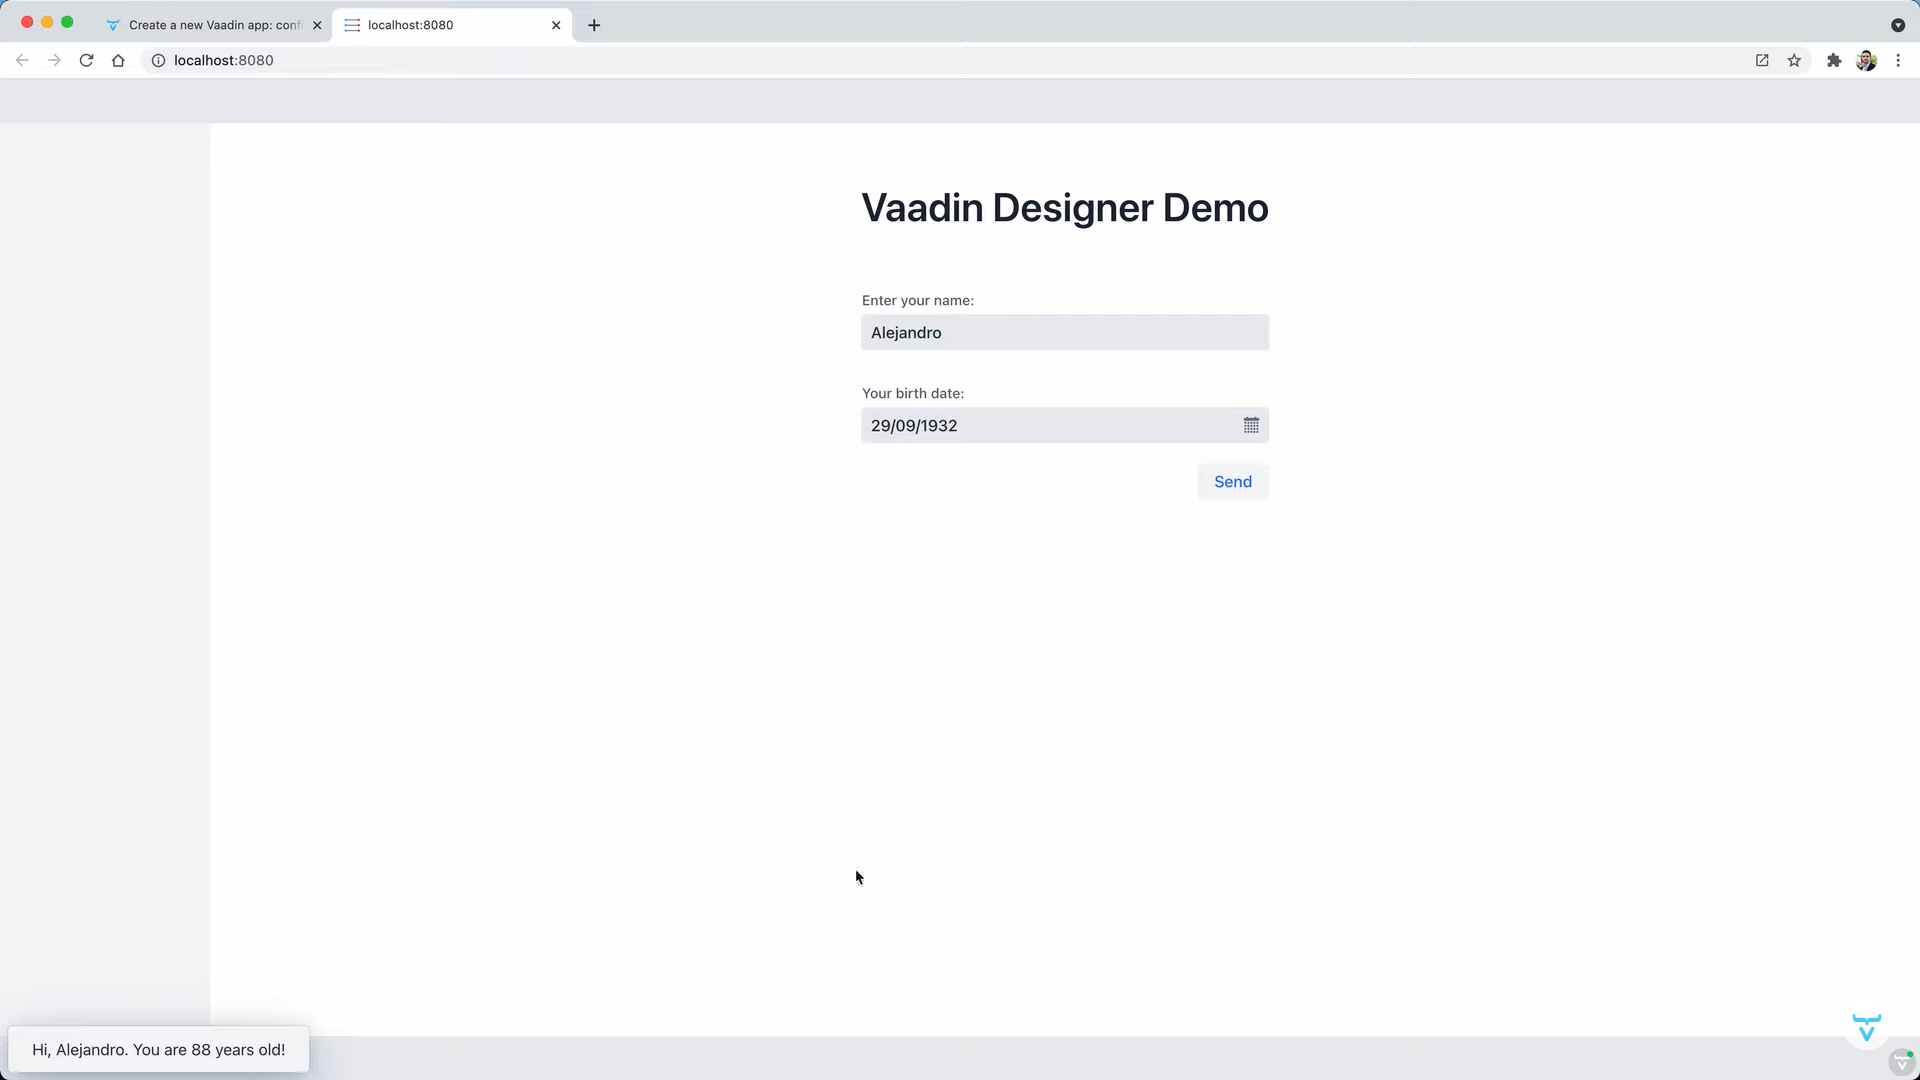 Create a new Vaadin app: conf
localhost:8080
localhost:8080
Vaadin Designer Demo
Enter your name:
Alejandro
Your birth date:
29/09/1932
Send
Hi, Alejandro. You are 88 years old!